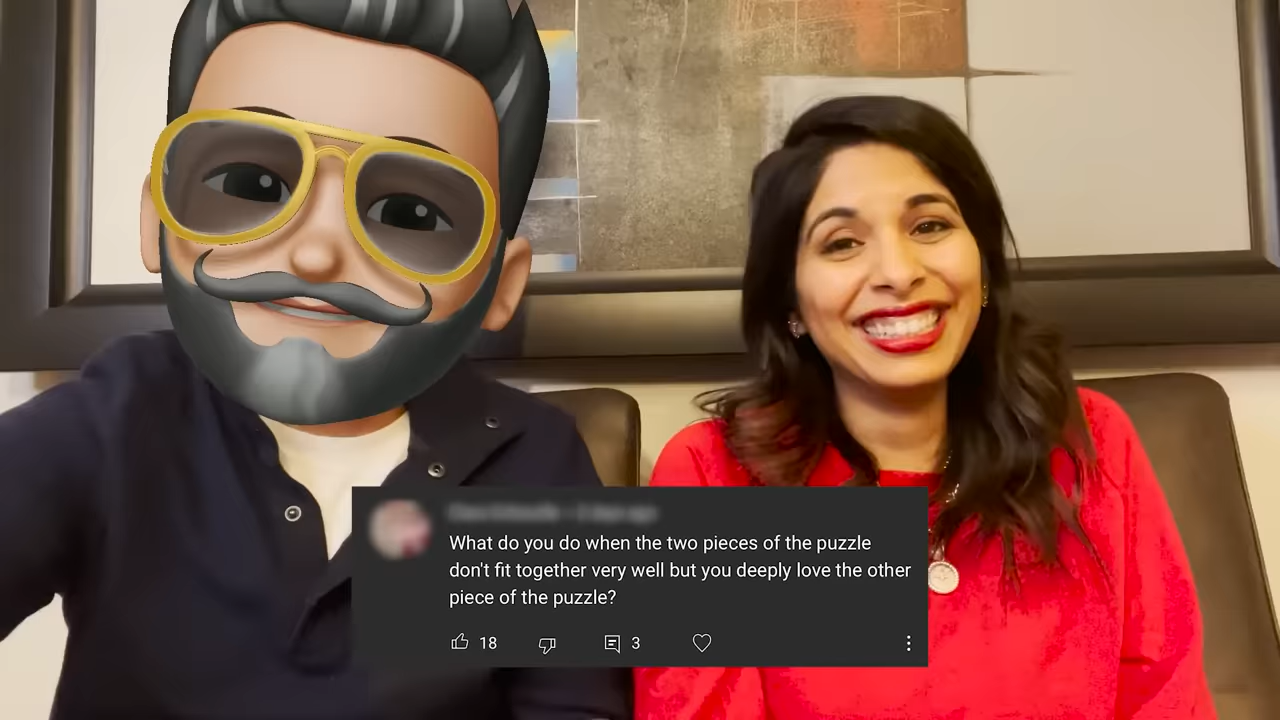 What do you do when the two pieces of the puzzle
don't fit together very well but you deeply love the other
piece of the puzzle?
18
3